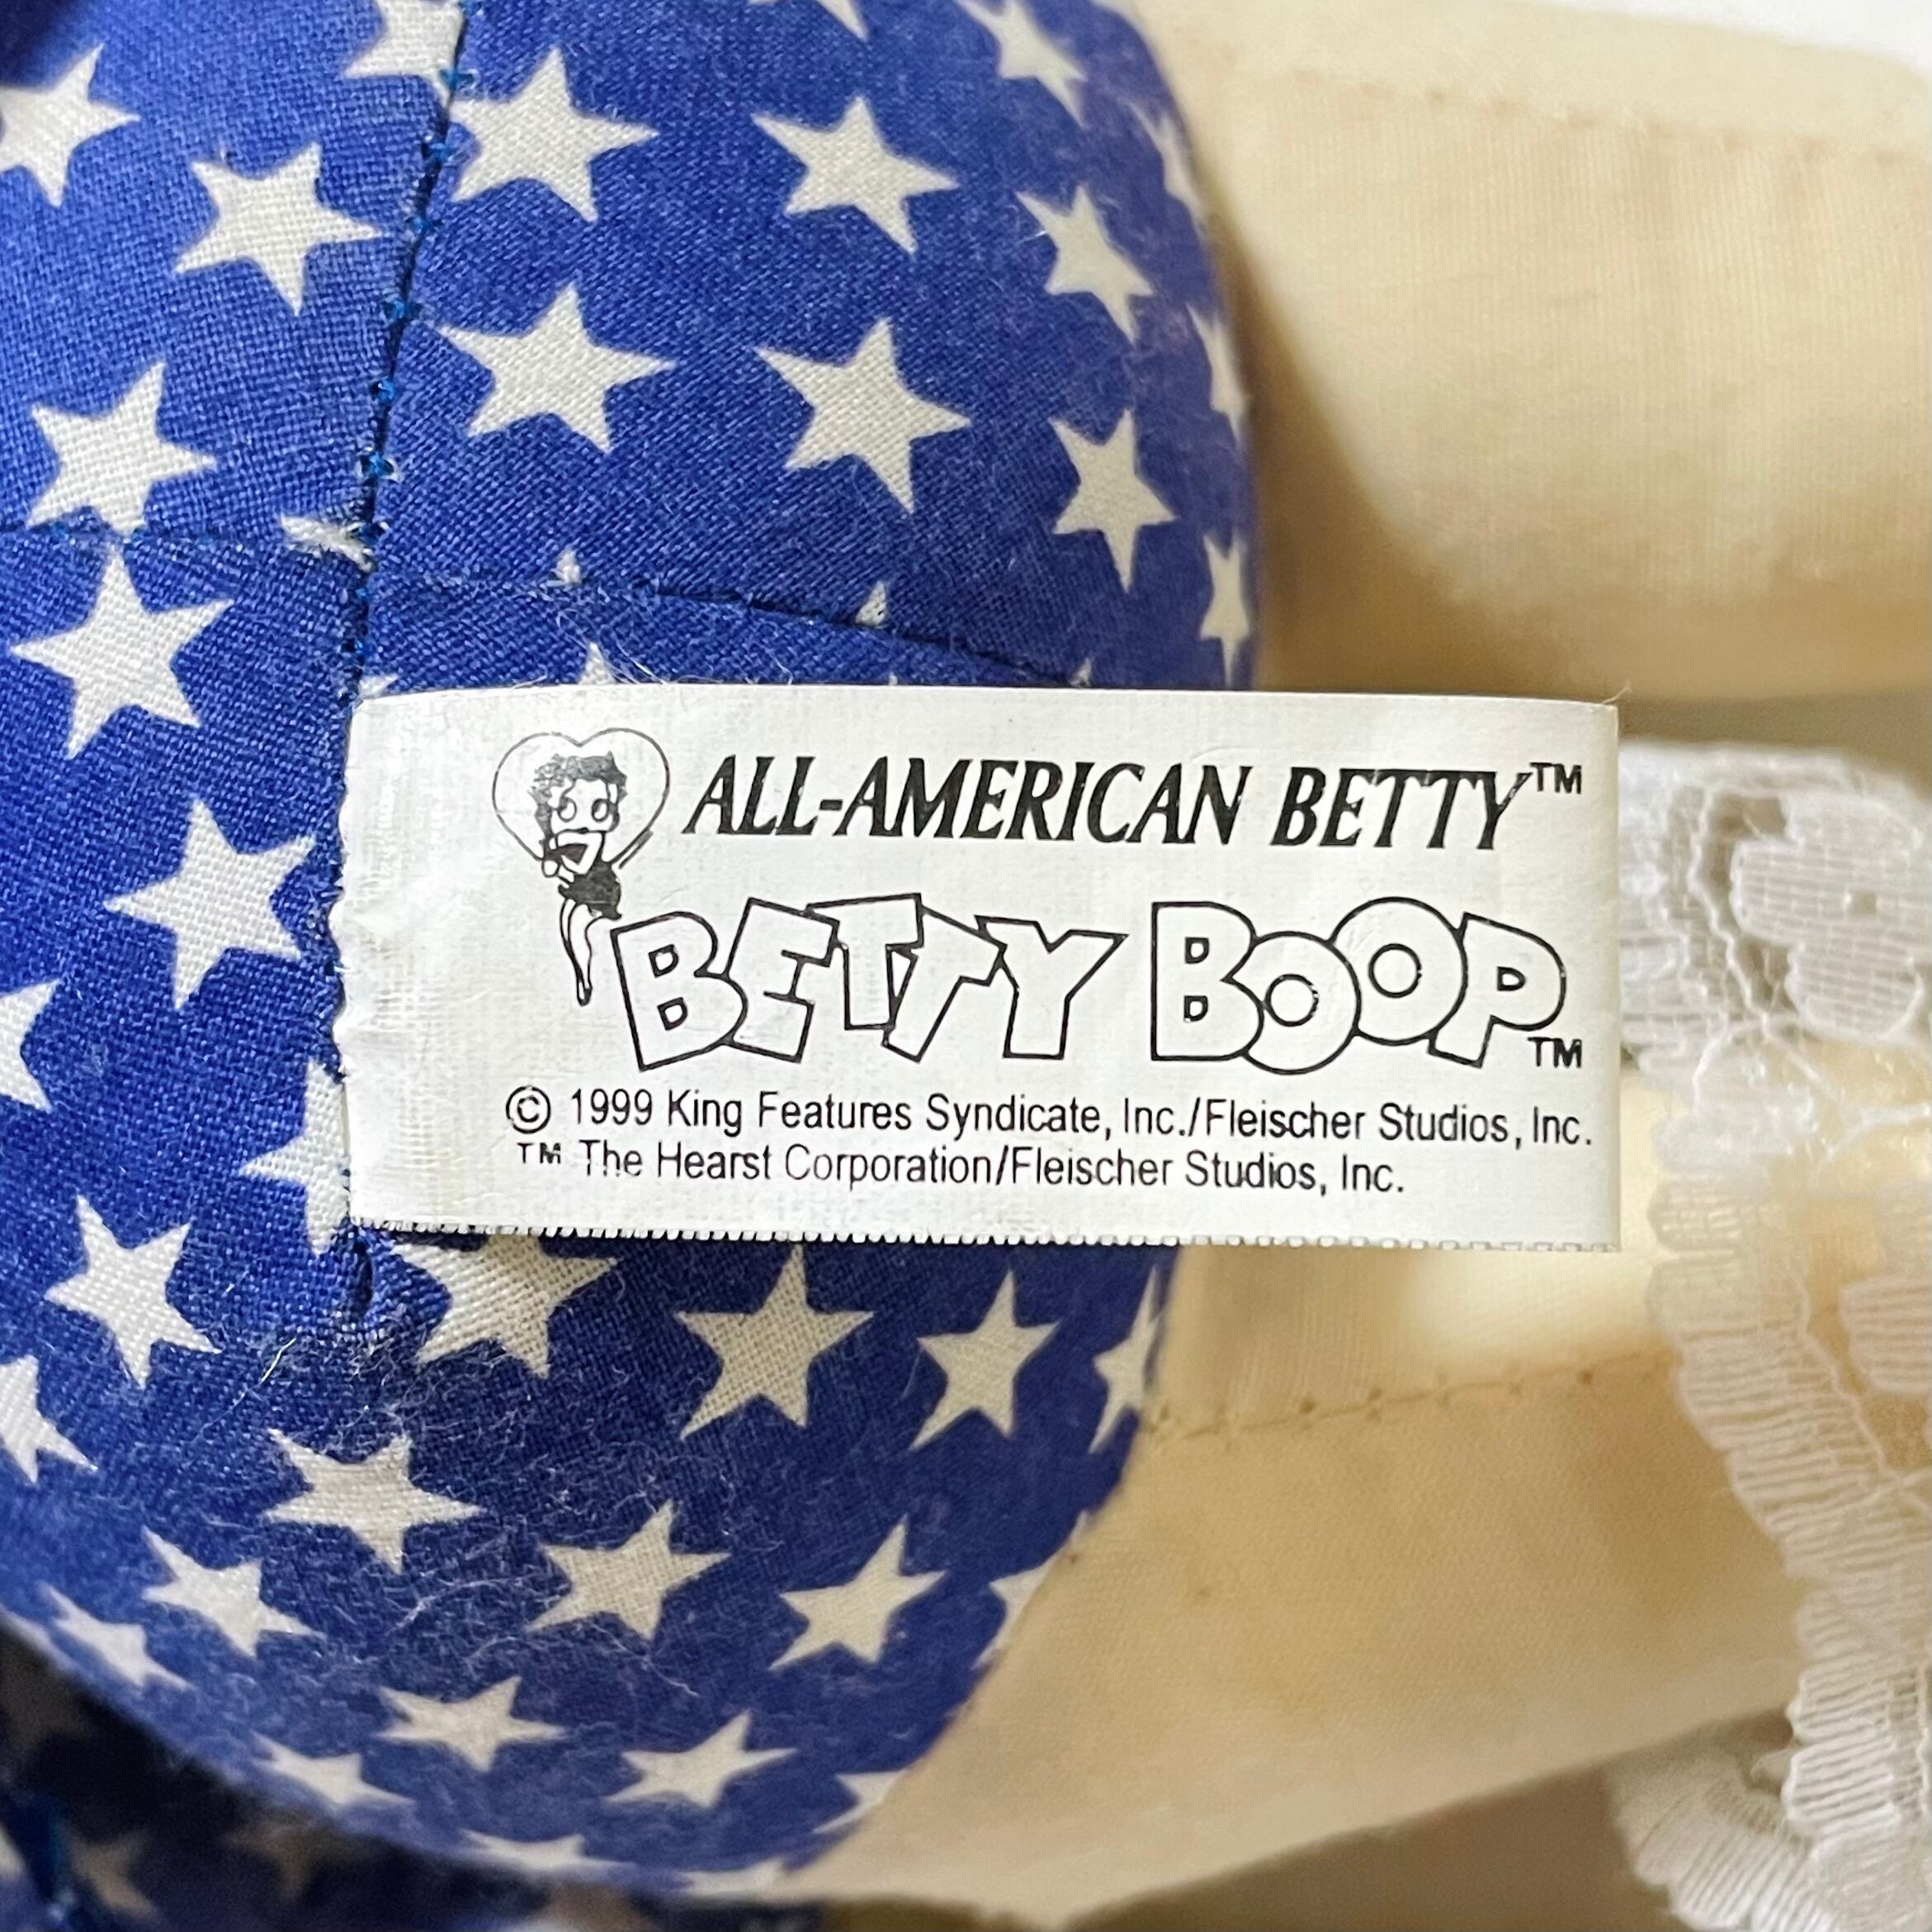 ALL-AMERICAN BETTY™
BETTY BOOP™
© 1999 King Features Syndicate, Inc./Fleischer Studios, Inc.
™ The Hearst Corporation/Fleischer Studios, Inc.